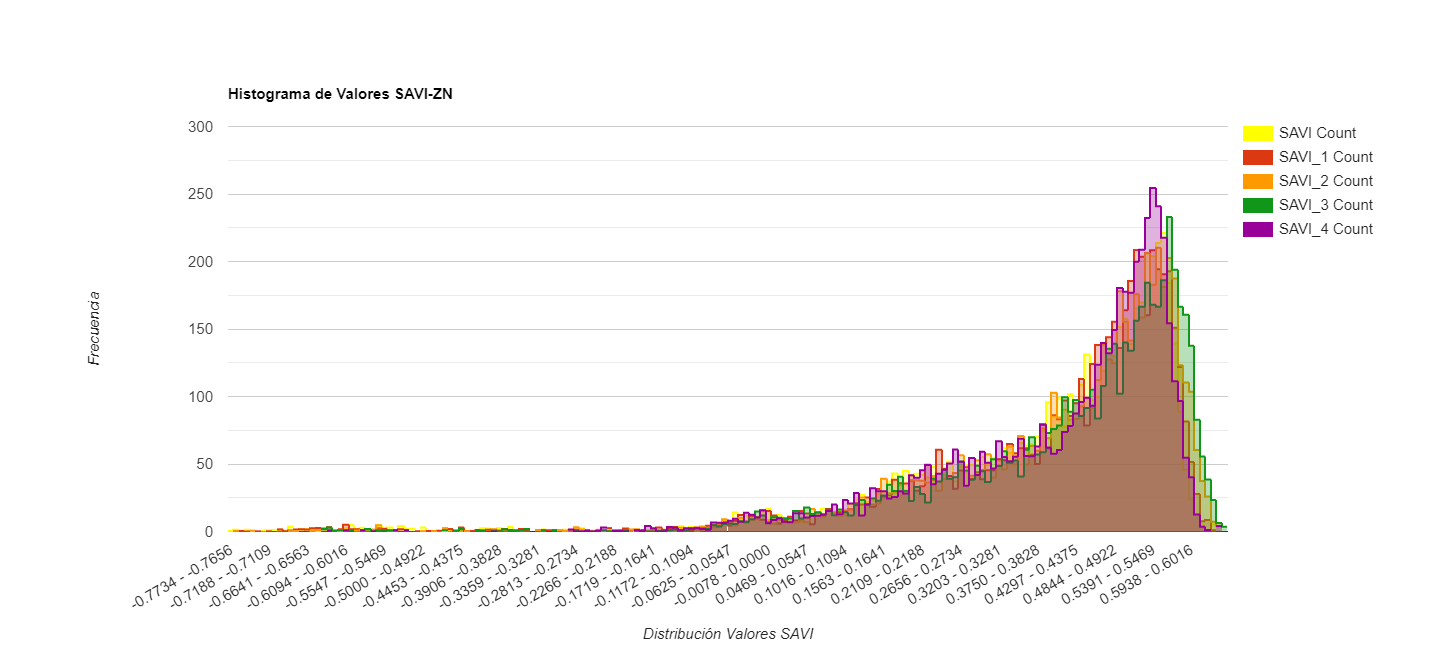 Histograma de Valores SAVI-ZN
300
250
200
150
100
50
0
Frecuencia
SAVI Count
SAVI_1 Count
SAVI_2 Count
SAVI_3 Count
SAVI_4 Count
-0.7734 - -0.7656
-0.7188 - -0.7109
-0.6641 - -0.6563
-0.6094 - -0.6016
-0.5547 - -0.5469
-0.5000 - -0.4922
-0.4453 - -0.4375
-0.3906 - -0.3828
-0.3359 - -0.3281
-0.2813 - -0.2734
-0.2266 - -0.2188
-0.1719 - -0.1641
-0.1172 - -0.1094
-0.0625 - -0.0547
-0.0078 - 0.0000
0.0469 - 0.0547
0.1016 - 0.1094
0.1563 - 0.1641
0.2109 - 0.2188
0.2656 - 0.2734
0.3203 - 0.3281
0.3750 - 0.3828
0.4297 - 0.4375
0.4844 - 0.4922
0.5391 - 0.5469
0.5938 - 0.6016
Distribución Valores SAVI